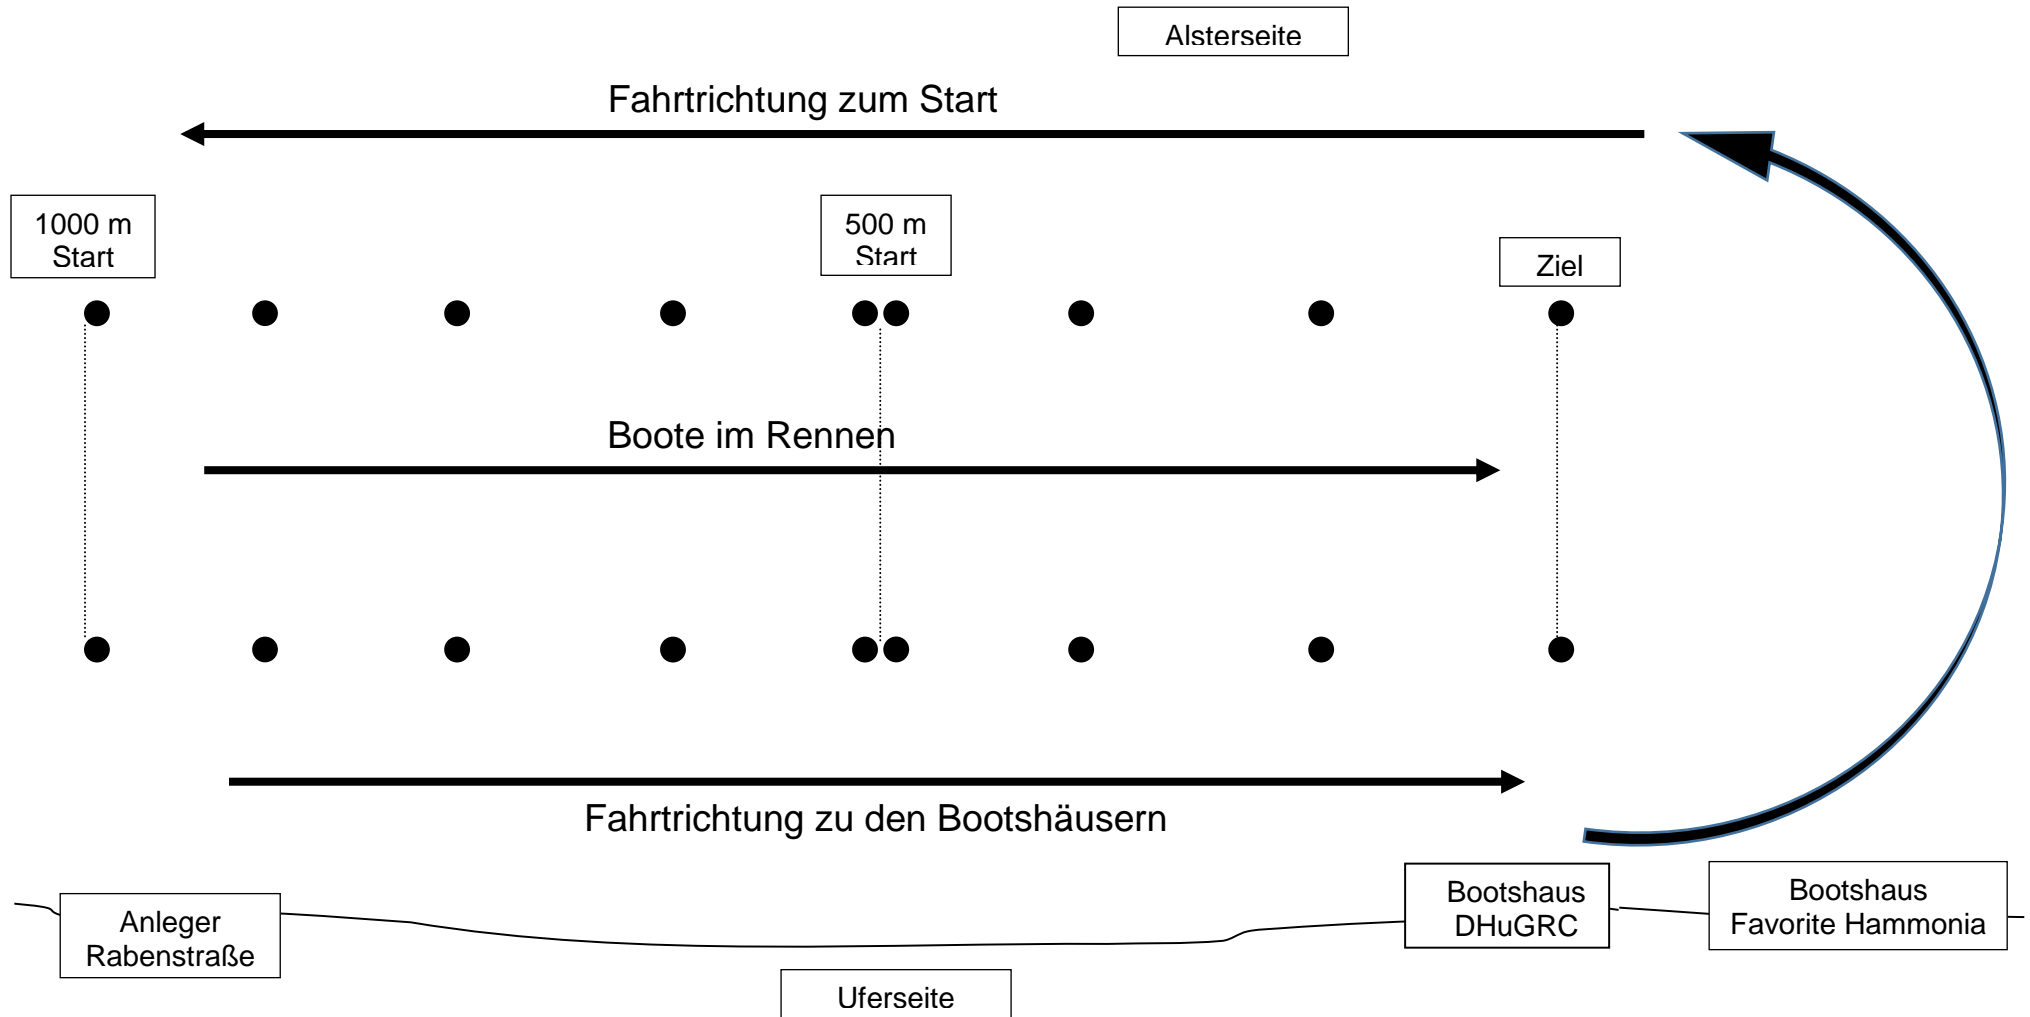 Alsterseite
Fahrtrichtung zum Start
1000 m
Start
500 m
Start
Ziel
Boote im Rennen
Fahrtrichtung zu den Bootshäusern
Anleger
Rabenstraße
Bootshaus
DHuGRC
Bootshaus
Favorite Hammonia
Uferseite